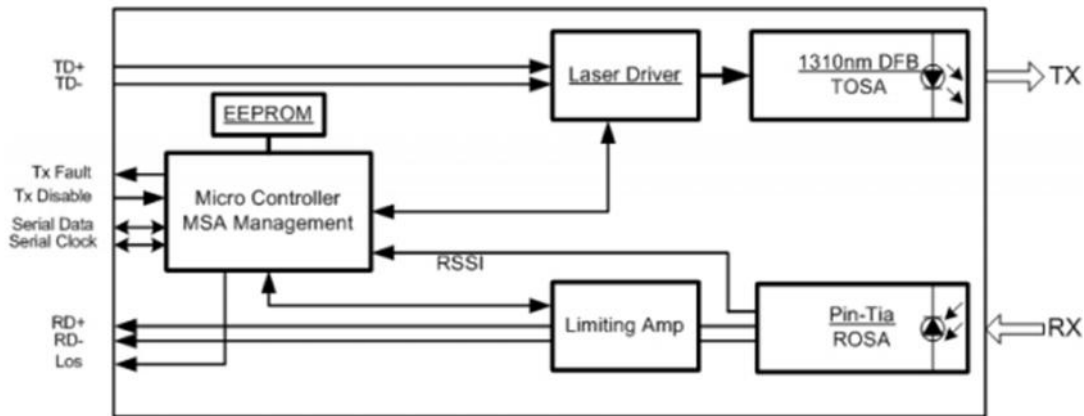 TD+
TD-
Laser Driver
1310nm DFB
TOSA
TX
EEPROM
Tx Fault
Tx Disable
Serial Data
Serial Clock
Micro Controller
MSA Management
RSSI
RD+
RD-
Los
Limiting Amp
Pin-Tia
ROSA
RX